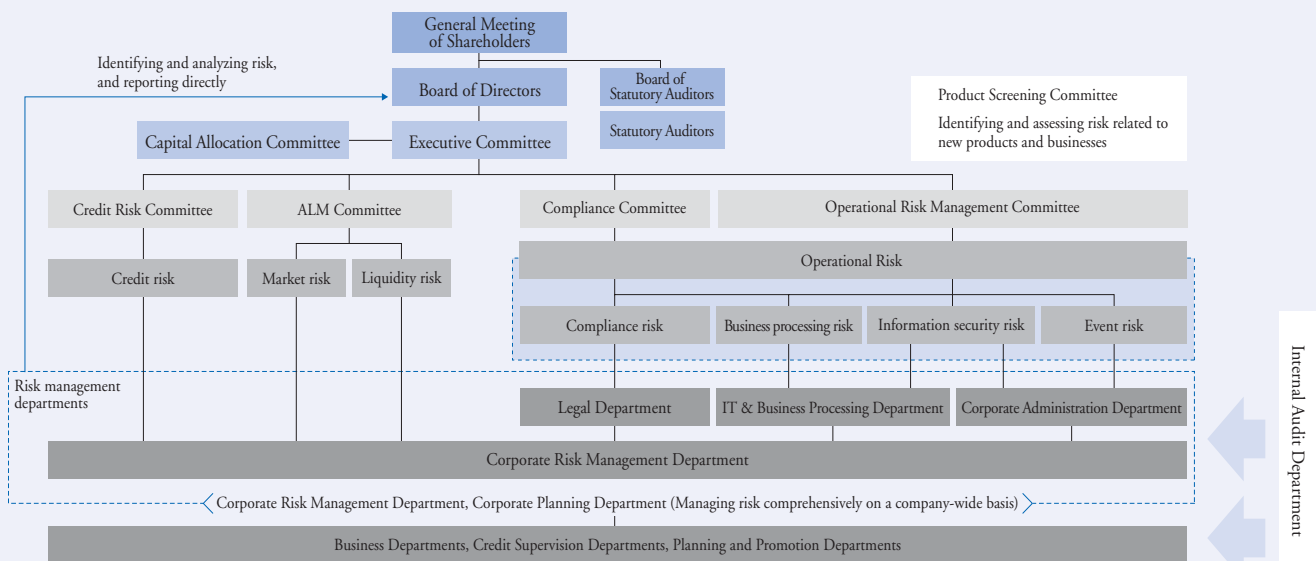 General Meeting
of Shareholders
Identifying and analyzing risk,
and reporting directly
Board of Directors
Board of
Statutory Auditors
Statutory Auditors
Product Screening Committee
Identifying and assessing risk related to
new products and businesses
Capital Allocation Committee
Executive Committee
Credit Risk Committee
ALM Committee
Compliance Committee
Operational Risk Management Committee
Operational Risk
Credit risk
Market risk
Liquidity risk
Compliance risk
Business processing risk
Information security risk
Event risk
Risk management
departments
Legal Department
IT & Business Processing Department
Corporate Administration Department
Corporate Risk Management Department
Corporate Risk Management Department, Corporate Planning Department (Managing risk comprehensively on a company-wide basis)
Business Departments, Credit Supervision Departments, Planning and Promotion Departments
Internal Audit Department